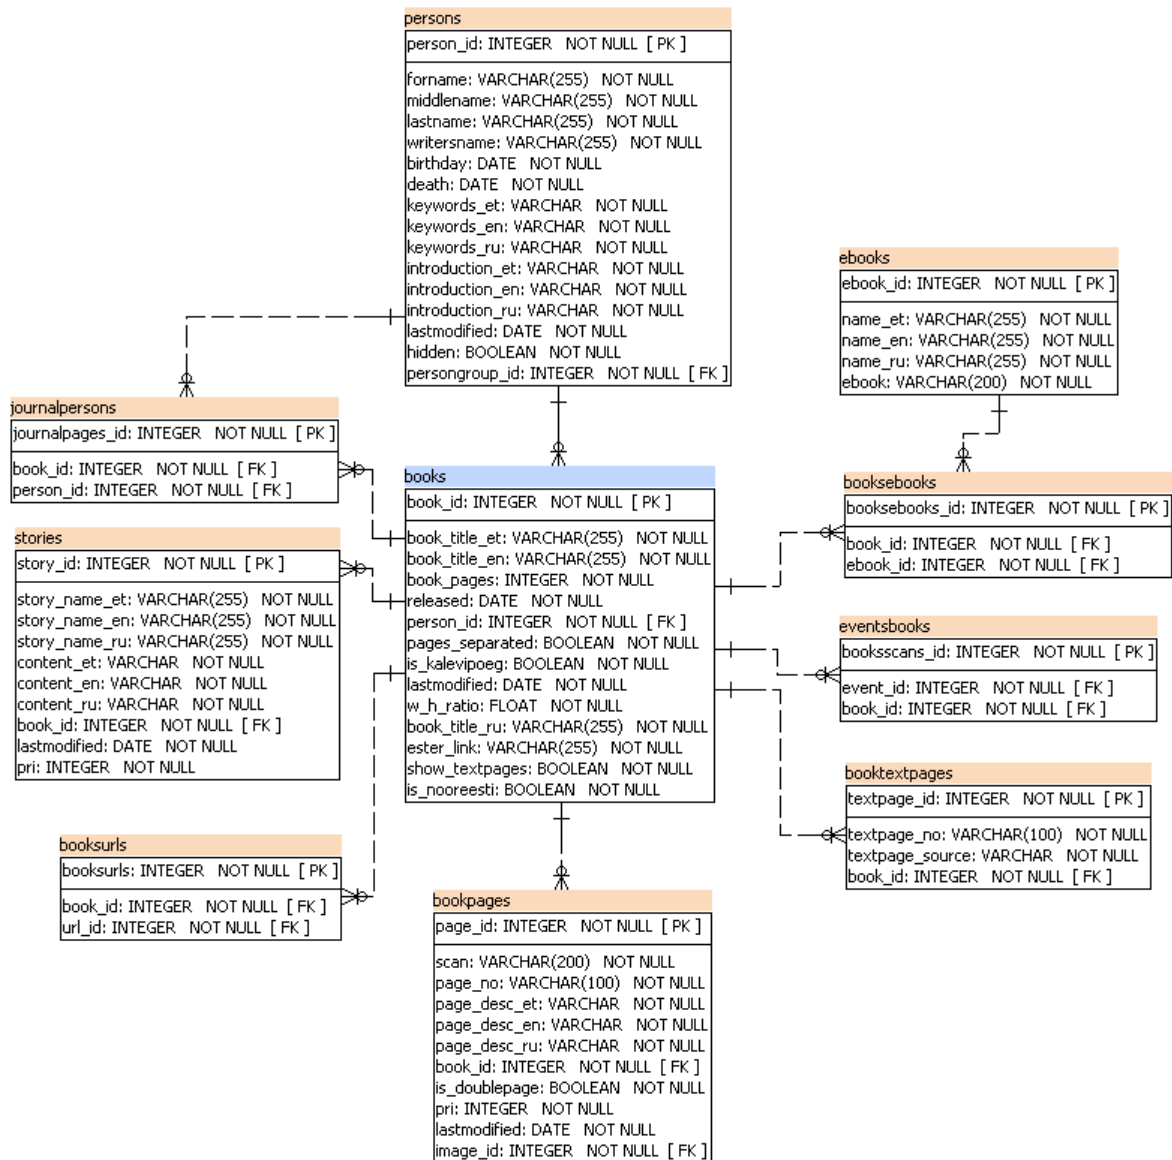 persons
person_id: INTEGER NOT NULL [ PK ]
forname: VARCHAR(255) NOT NULL
middlename: VARCHAR(255) NOT NULL
lastname: VARCHAR(255) NOT NULL
writersname: VARCHAR(255) NOT NULL
birthday: DATE NOT NULL
death: DATE NOT NULL
keywords_et: VARCHAR NOT NULL
keywords_en: VARCHAR NOT NULL
keywords_ru: VARCHAR NOT NULL
introduction_et: VARCHAR NOT NULL
introduction_en: VARCHAR NOT NULL
introduction_ru: VARCHAR NOT NULL
lastmodified: DATE NOT NULL
hidden: BOOLEAN NOT NULL
persongroup_id: INTEGER NOT NULL [ FK ]
ebooks
ebook_id: INTEGER NOT NULL [ PK ]
name_et: VARCHAR(255) NOT NULL
name_en: VARCHAR(255) NOT NULL
name_ru: VARCHAR(255) NOT NULL
ebook: VARCHAR(200) NOT NULL
journalpersons
journalpages_id: INTEGER NOT NULL [ PK ]
book_id: INTEGER NOT NULL [ FK ]
person_id: INTEGER NOT NULL [ FK ]
books
book_id: INTEGER NOT NULL [ PK ]
book_title_et: VARCHAR(255) NOT NULL
book_title_en: VARCHAR(255) NOT NULL
book_pages: INTEGER NOT NULL
released: DATE NOT NULL
person_id: INTEGER NOT NULL [ FK ]
pages_separated: BOOLEAN NOT NULL
is_kalevipoeg: BOOLEAN NOT NULL
lastmodified: DATE NOT NULL
w_h_ratio: FLOAT NOT NULL
book_title_ru: VARCHAR(255) NOT NULL
ester_link: VARCHAR(255) NOT NULL
show_textpages: BOOLEAN NOT NULL
is_nooreesti: BOOLEAN NOT NULL
booksebooks
booksebooks_id: INTEGER NOT NULL [ PK ]
book_id: INTEGER NOT NULL [ FK ]
ebook_id: INTEGER NOT NULL [ FK ]
stories
story_id: INTEGER NOT NULL [ PK ]
story_name_et: VARCHAR(255) NOT NULL
story_name_en: VARCHAR(255) NOT NULL
story_name_ru: VARCHAR(255) NOT NULL
content_et: VARCHAR NOT NULL
content_en: VARCHAR NOT NULL
content_ru: VARCHAR NOT NULL
book_id: INTEGER NOT NULL [ FK ]
lastmodified: DATE NOT NULL
pri: INTEGER NOT NULL
eventsbooks
booksscans_id: INTEGER NOT NULL [ PK ]
event_id: INTEGER NOT NULL [ FK ]
book_id: INTEGER NOT NULL [ FK ]
booktextpages
textpage_id: INTEGER NOT NULL [ PK ]
textpage_no: VARCHAR(100) NOT NULL
textpage_source: VARCHAR NOT NULL
book_id: INTEGER NOT NULL [ FK ]
booksurls
booksurls: INTEGER NOT NULL [ PK ]
book_id: INTEGER NOT NULL [ FK ]
url_id: INTEGER NOT NULL [ FK ]
bookpages
page_id: INTEGER NOT NULL [ PK ]
scan: VARCHAR(200) NOT NULL
page_no: VARCHAR(100) NOT NULL
page_desc_et: VARCHAR NOT NULL
page_desc_en: VARCHAR NOT NULL
page_desc_ru: VARCHAR NOT NULL
book_id: INTEGER NOT NULL [ FK ]
is_doublepage: BOOLEAN NOT NULL
pri: INTEGER NOT NULL
lastmodified: DATE NOT NULL
image_id: INTEGER NOT NULL [ FK ]